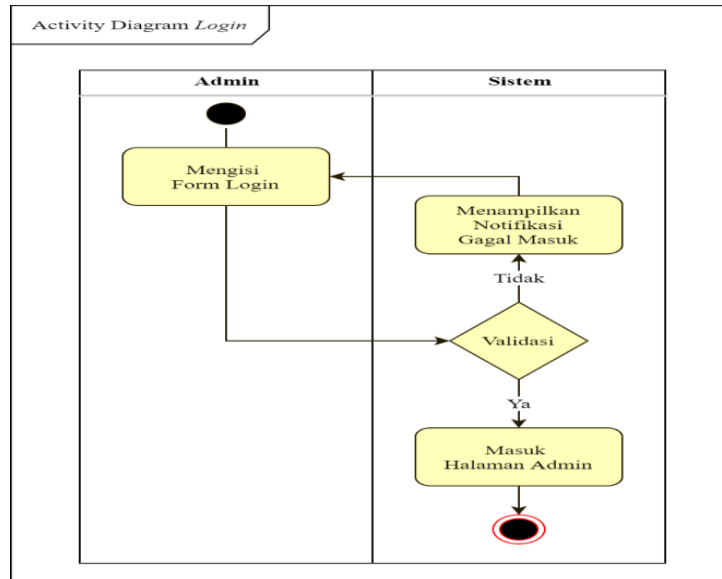 Activity Diagram Login
Admin
Sistem
Mengisi
Form Login
Menampilkan
Notifikasi
Gagal Masuk
Tidak
Validasi
Ya
Masuk
Halaman Admin